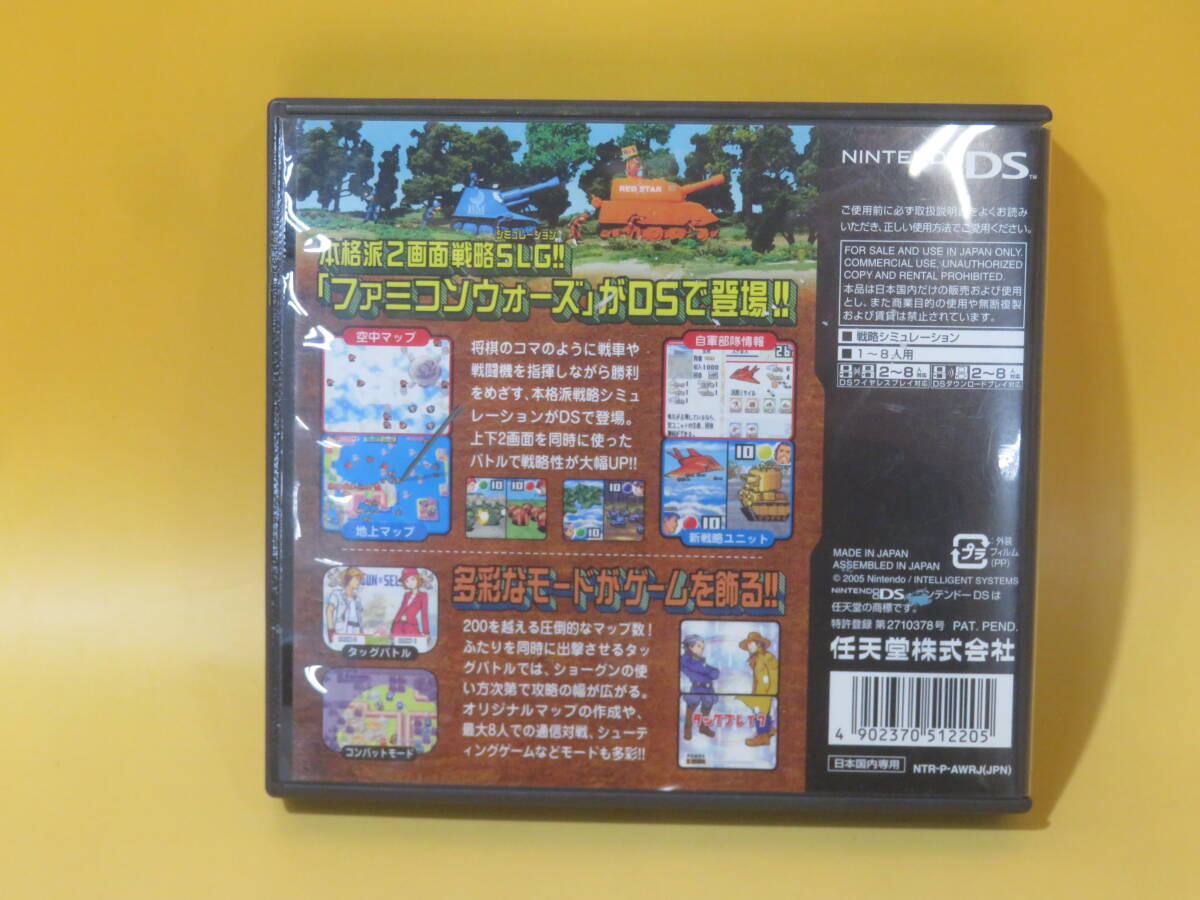 BM
RED STAR
シミュレーション
本格派2画面戦略SLG!!
「ファミコンウォーズ」がDSで登場!!
空中マップ
地上マップ
将棋のコマのように戦車や
戦闘機を指揮しながら勝利
をめざす、本格派戦略シミュ
レーションがDSで登場。
上下2画面を同時に使った
バトルで戦略性が大幅UP!!
10
10
自軍部隊情報
26
10
10
新戦略ユニット
多彩なモードがゲームを飾る!!
タッグバトル
コンバットモード
200を越える圧倒的なマップ数!
ふたりを同時に出撃させるタッ
グバトルでは、ショーグンの使
い方次第で攻略の幅が広がる。
オリジナルマップの作成や、
最大8人での通信対戦、シューテ
ィングゲームなどモードも多彩!!
タッグブレイク
NINTENDO DS™
ご使用前に必ず取扱説明書をよくお読み
いただき、正しい使用方法でご愛用ください。
FOR SALE AND USE IN JAPAN ONLY.
COMMERCIAL USE, UNAUTHORIZED
COPY AND RENTAL PROHIBITED.
本品は日本国内だけの販売および使用
とし、また商業目的の使用や無断複製
および賃貸は禁止されています。
■ 戦略シミュレーション
■ 1〜8人用
2〜8人対応
DSワイヤレスプレイ対応
2〜8人対応
DSダウンロードプレイ対応
プラ
:外装
フィルム
(PP)
MADE IN JAPAN
ASSEMBLED IN JAPAN
© 2005 Nintendo / INTELLIGENT SYSTEMS
NINTENDO DS ニンテンドーDSは
任天堂の商標です。
特許登録 第2710378号 PAT. PEND.
任天堂株式会社
4 902370 512205
日本国内専用
NTR-P-AWRJ(JPN)